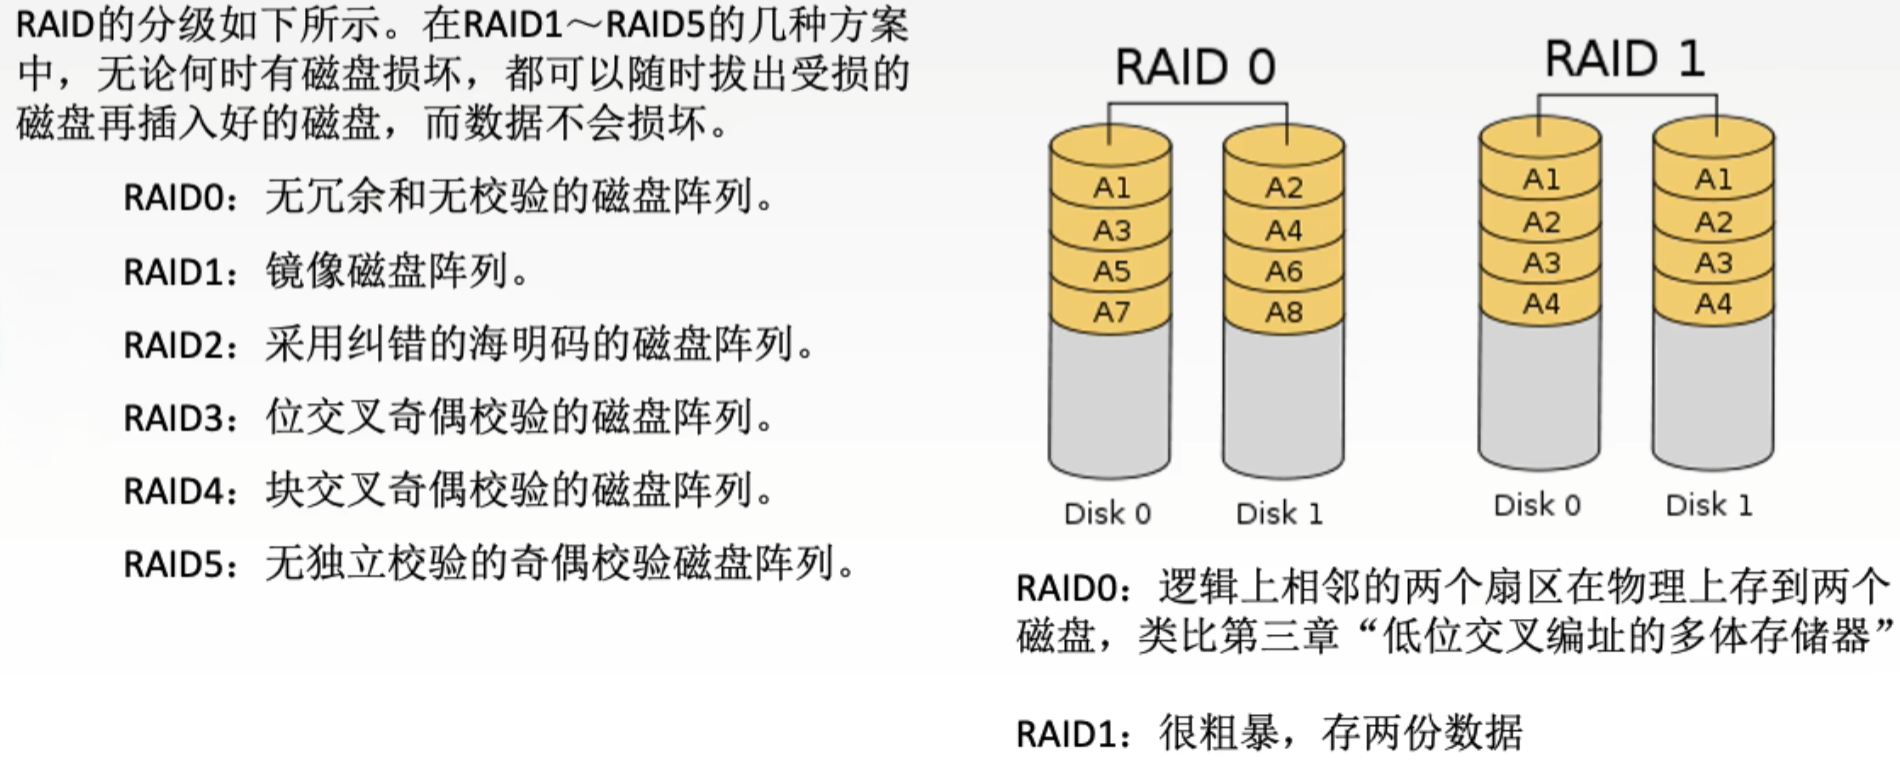 RAID的分级如下所示。在RAID1～RAID5的几种方案
中，无论何时有磁盘损坏，都可以随时拔出受损的
磁盘再插入好的磁盘，而数据不会损坏。
RAID0：无冗余和无校验的磁盘阵列。
RAID1：镜像磁盘阵列。
RAID2：采用纠错的海明码的磁盘阵列。
RAID3：位交叉奇偶校验的磁盘阵列。
RAID4：块交叉奇偶校验的磁盘阵列。
RAID5：无独立校验的奇偶校验磁盘阵列。
RAID 0
A1 A2
A3 A4
A5 A6
A7 A8
Disk 0 Disk 1
RAID 1
A1 A1
A2 A2
A3 A3
A4 A4
Disk 0 Disk 1
RAID0：逻辑上相邻的两个扇区在物理上存到两个
磁盘，类比第三章“低位交叉编址的多体存储器”
RAID1：很粗暴，存两份数据